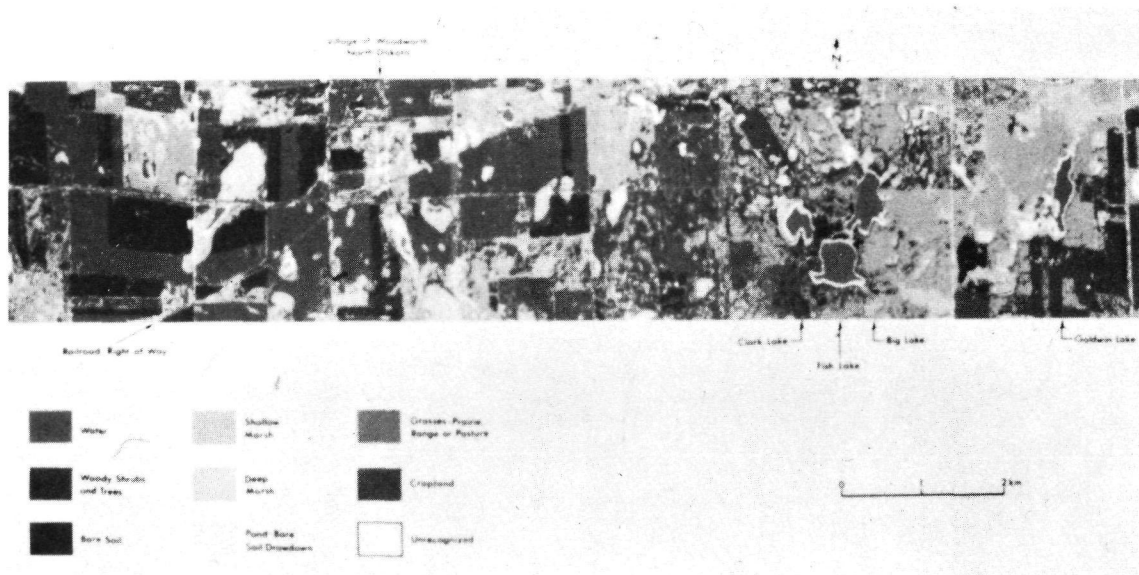 Village of Woodworth
North Dakota
N
Railroad Right of Way
Clark Lake
Fish Lake
Big Lake
Goldwin Lake
Water
Shallow
Marsh
Grasses-Prairie
Range or Pasture
Woody Shrubs
and Trees
Deep
Marsh
Cropland
Bare Soil
Pond Bare
Soil Drawdown
Unrecognized
0 1 2 km